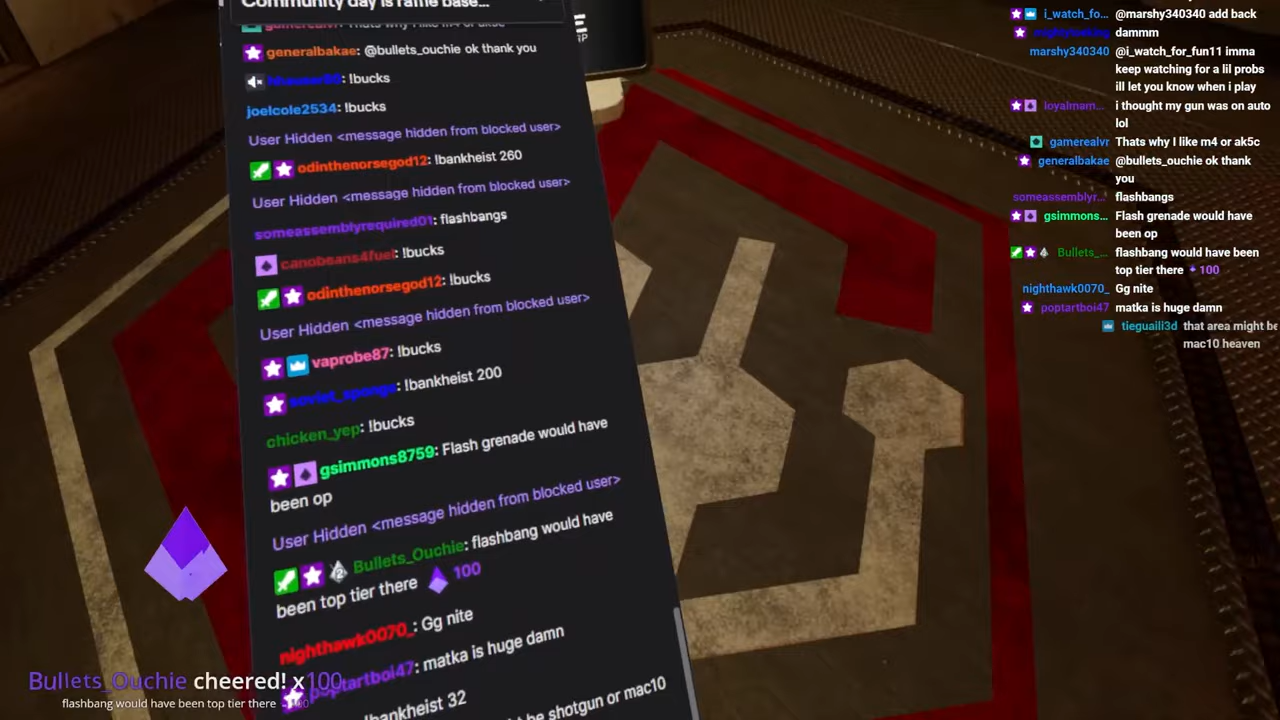 Community day is rame base...
generalbakae: @bullets_ouchie ok thank you
!bucks
joelcole2534: !bucks
User Hidden <message hidden from blocked user>
odinthenorsegod12: !bankheist 260
User Hidden <message hidden from blocked user>
someassemblyrequired01: flashbangs
canobeans4fuel: !bucks
odinthenorsegod12: !bucks
User Hidden <message hidden from blocked user>
vaprobe87: !bucks
soviet_sponge: !bankheist 200
chicken_yep: !bucks
gsimmons8759: Flash grenade would have
been op
User Hidden <message hidden from blocked user>
Bullets_Ouchie: flashbang would have
been top tier there 100
nighthawk0070_: Gg nite
poptartboi47: matka is huge damn
!bankheist 32
be shotgun or mac10
Bullets_Ouchie cheered! x100
flashbang would have been top tier there 100
i_watch_fo... @marshy340340 add back
dammm
marshy340340 @i_watch_for_fun11 imma
keep watching for a lil probs
ill let you know when i play
loyalmam... i thought my gun was on auto
lol
gamerealvr Thats why I like m4 or ak5c
generalbakae @bullets_ouchie ok thank
you
someassemblyr... flashbangs
gsimmons... Flash grenade would have
been op
Bullets_... flashbang would have been
top tier there 100
nighthawk0070_ Gg nite
poptartboi47 matka is huge damn
tieguaili3d that area might be
mac10 heaven